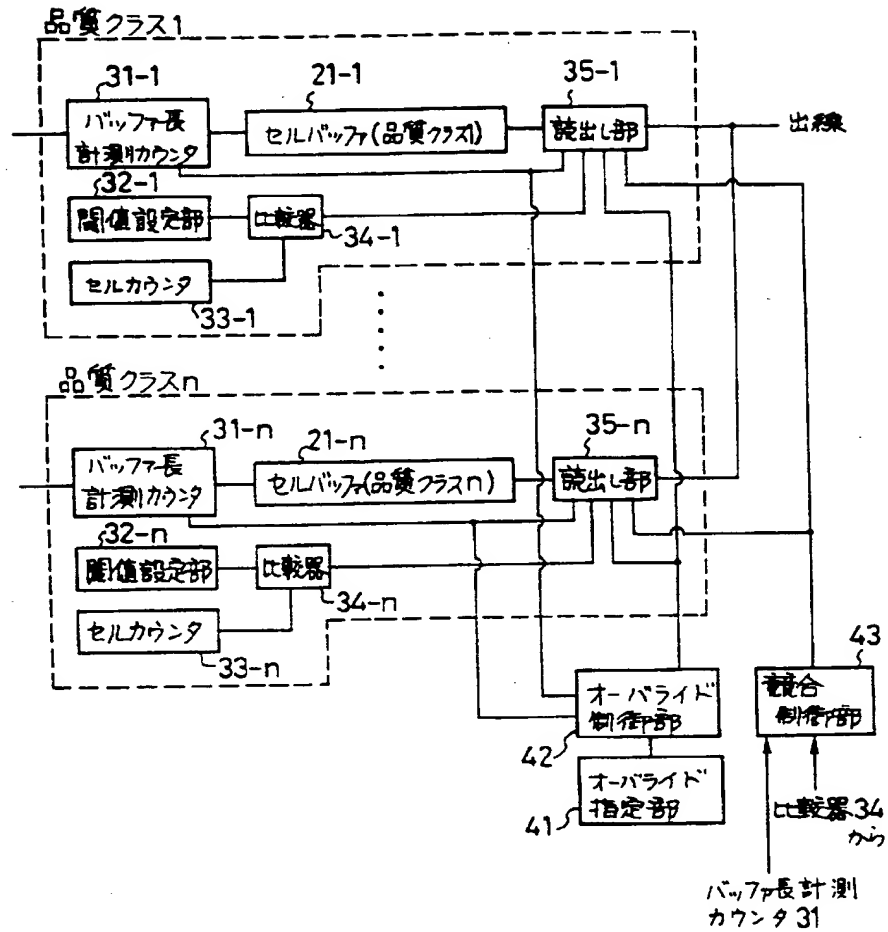 品質クラス1
31-1
21-1
35-1
バッファ長
計測カウンタ
セルバッファ(品質クラス1)
読出し部
出線
32-1
閾値設定部
比較器
34-1
セルカウンタ
33-1
品質クラスn
31-n
21-n
35-n
バッファ長
計測カウンタ
セルバッファ(品質クラスn)
読出し部
32-n
閾値設定部
比較器
34-n
セルカウンタ
33-n
43
オーバライド
制御部
42
競合
制御部
オーバライド
指定部
41
比較器34
から
バッファ長計測
カウンタ31